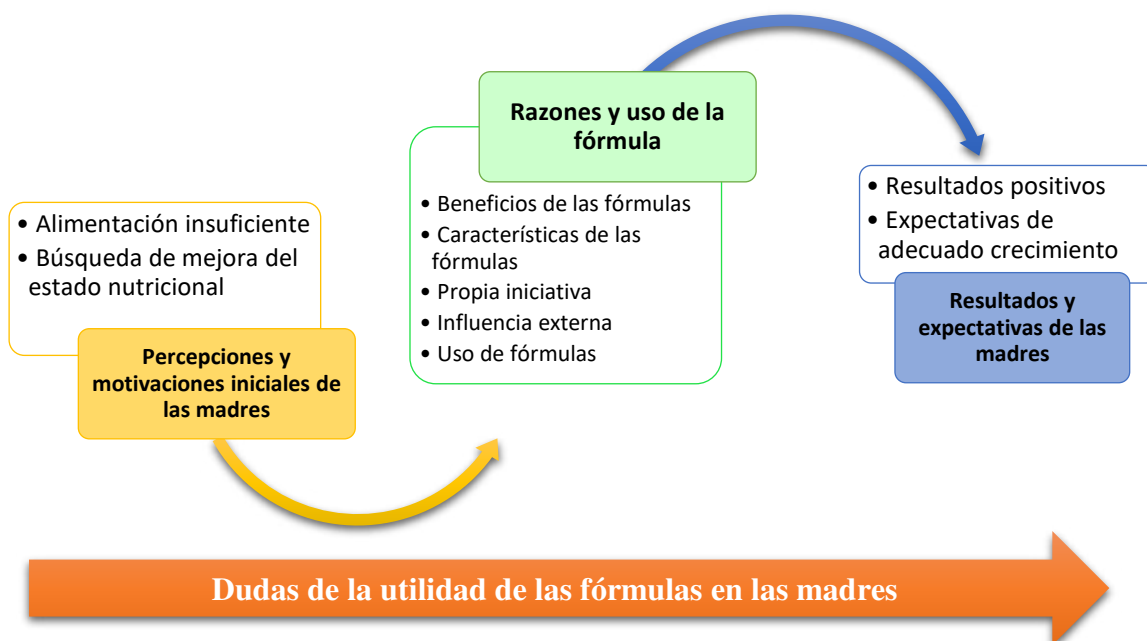 • Alimentación insuficiente
• Búsqueda de mejora del
estado nutricional
Percepciones y
motivaciones iniciales de
las madres
Razones y uso de la
fórmula
• Beneficios de las fórmulas
• Características de las
fórmulas
• Propia iniciativa
• Influencia externa
• Uso de fórmulas
• Resultados positivos
• Expectativas de
adecuado crecimiento
Resultados y
expectativas de las
madres
Dudas de la utilidad de las fórmulas en las madres